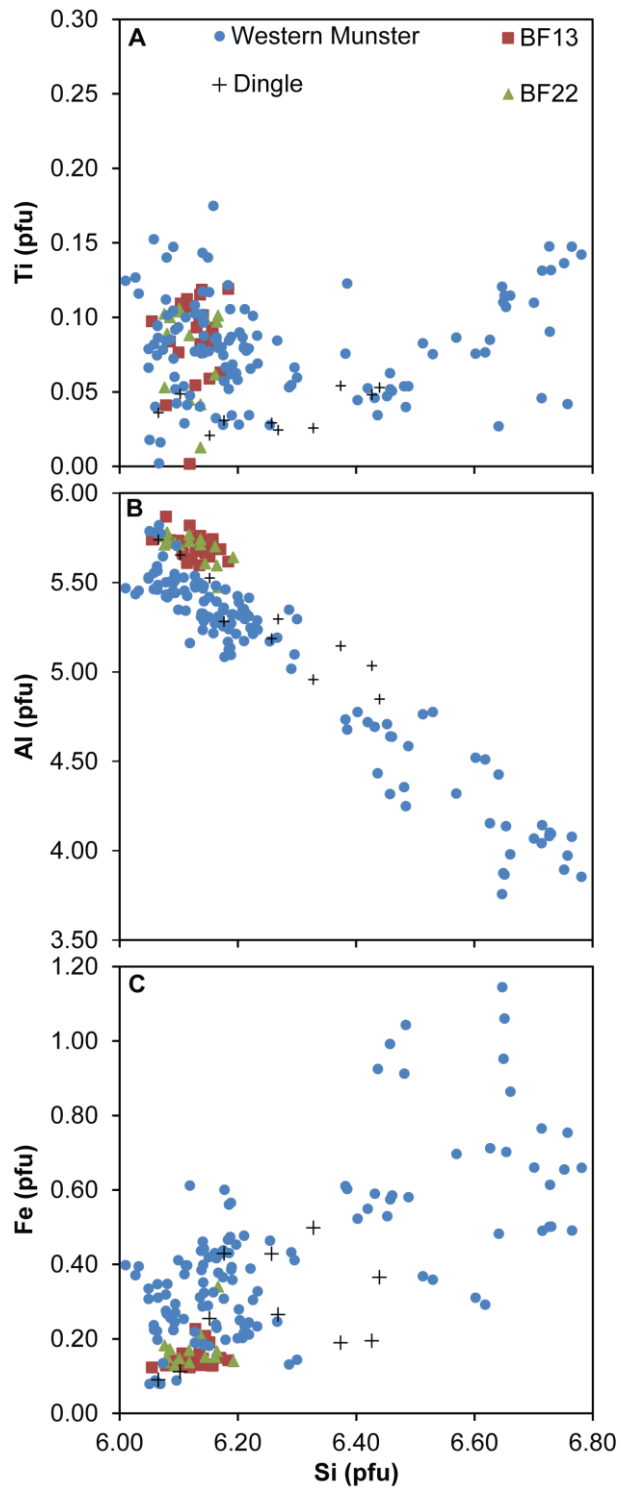 A
Western Munster
BF13
Dingle
BF22
0.30
0.25
0.20
0.15
0.10
0.05
0.00
Ti (pfu)
B
6.00
5.50
5.00
4.50
4.00
3.50
Al (pfu)
C
1.20
1.00
0.80
0.60
0.40
0.20
0.00
Fe (pfu)
6.00 6.20 6.40 6.60 6.80
Si (pfu)